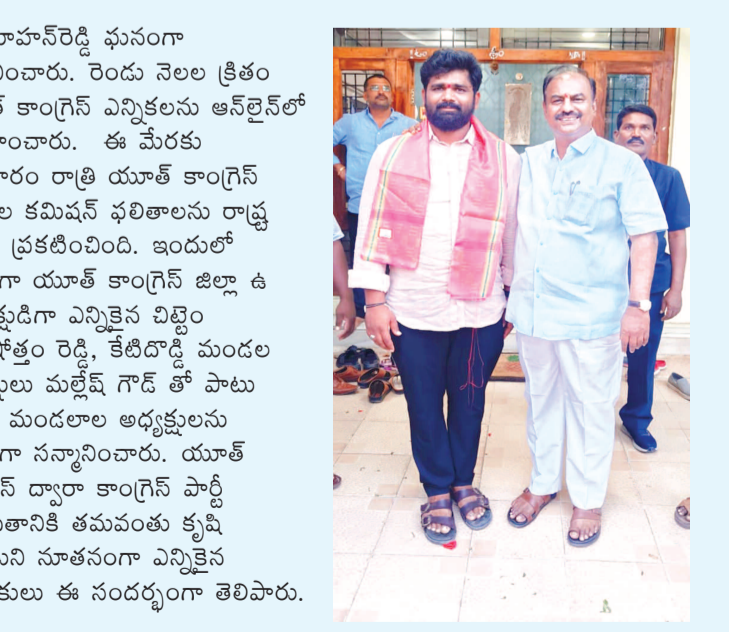 ఘనంగా
రెండు నెలల క్రితం
కాంగ్రెస్ ఎన్నికలను ఆన్‌లైన్‌లో
ఈ మేరకు
రాత్రి యూత్ కాంగ్రెస్
కమిషన్ ఫలితాలను రాష్ట్ర
ప్రకటించింది. ఇందులో
యూత్ కాంగ్రెస్ జిల్లా ఉ
ఎన్నికైన చిట్టెం
రెడ్డి, కేటిదొడ్డి మండల
మల్లేష్ గౌడ్ తో పాటు
మండలాల అధ్యక్షులను
సన్మానించారు. యూత్
ద్వారా కాంగ్రెస్ పార్టీ
తమవంతు కృషి
నూతనంగా ఎన్నికైన
ఈ సందర్భంగా తెలిపారు.